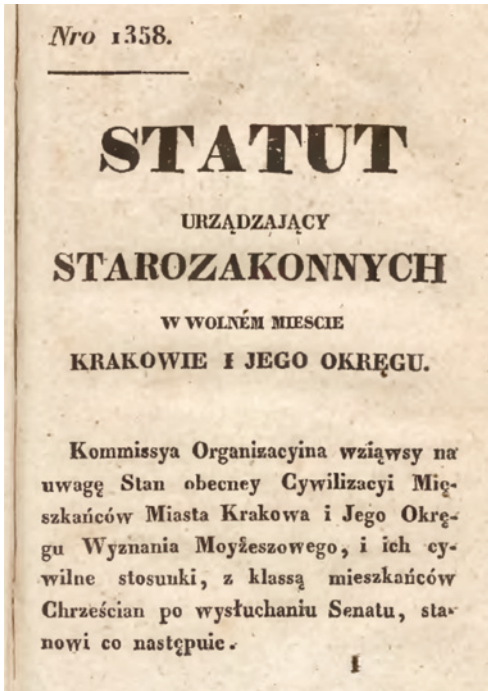 Nro 1358.
STATUT
URZĄDZAJĄCY
STAROZAKONNYCH
W WOLNÉM MIESCIE
KRAKOWIE I JEGO OKRĘGU.
Kommissya Organizacyina wziąwsy na
uwagę Stan obecney Cywilizacyi Mię-
szkańców Miasta Krakowa i Jego Okrę-
gu Wyznania Moyżeszowego, i ich cy-
wilne stosunki, z klassą mieszkańców
Chrześcian po wysłuchaniu Senatu, sta-
nowi co następuie.
1